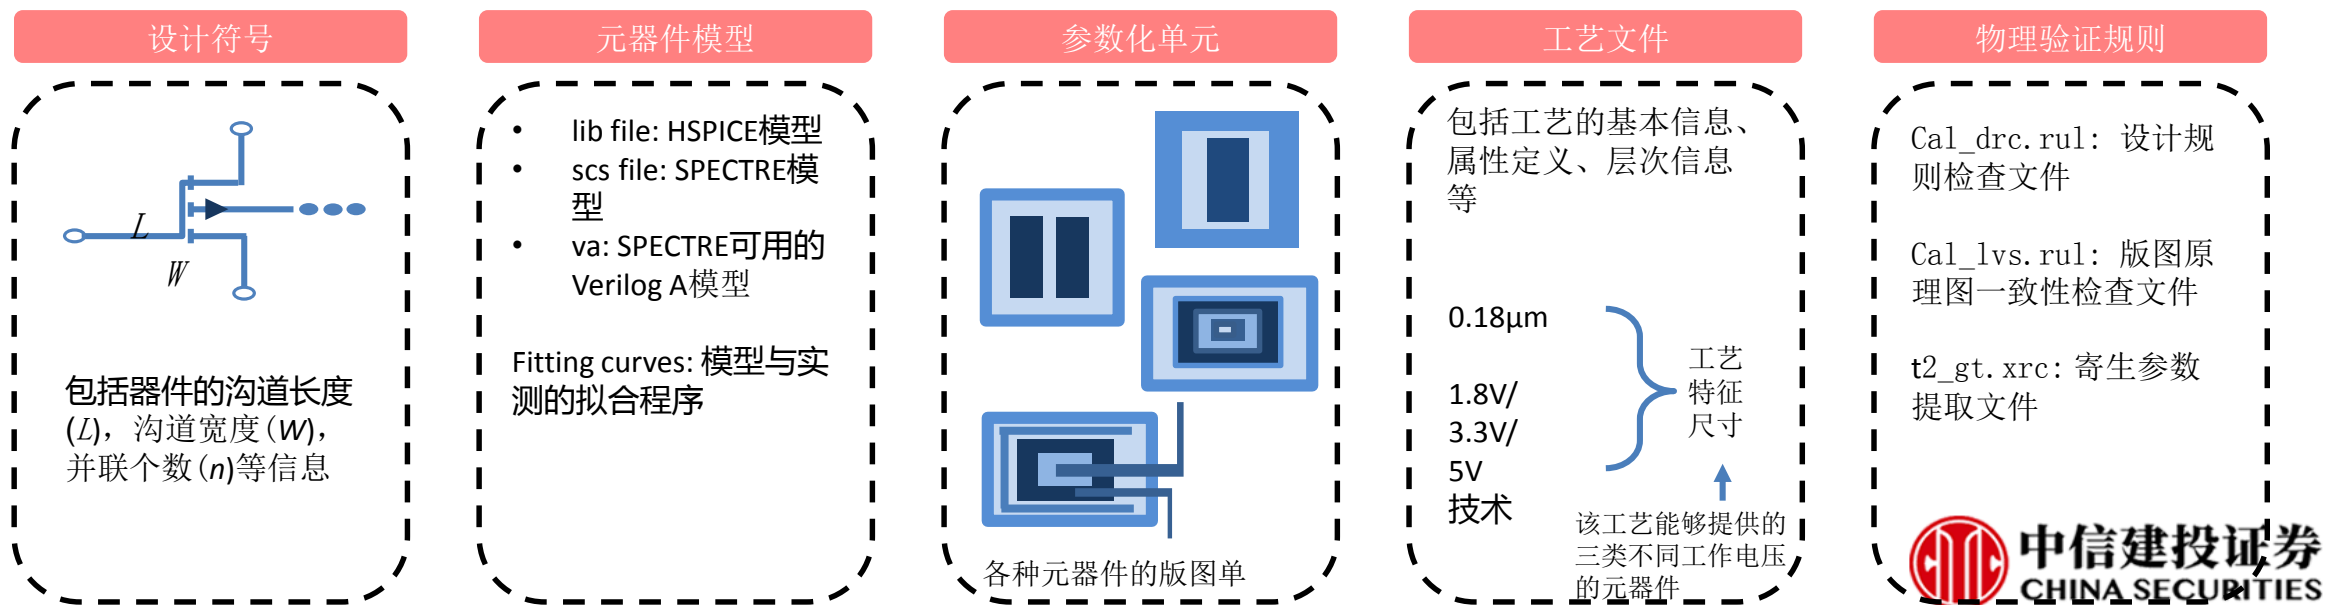 设计符号
L
W
包括器件的沟道长度
(L)，沟道宽度(W)，
并联个数(n)等信息
元器件模型
• lib file: HSPICE模型
• scs file: SPECTRE模
型
• va: SPECTRE可用的
Verilog A模型
Fitting curves: 模型与实
测的拟合程序
参数化单元
各种元器件的版图单
工艺文件
包括工艺的基本信息、
属性定义、层次信息
等
0.18μm
1.8V/
3.3V/
5V
技术
工艺
特征
尺寸
该工艺能够提供的
三类不同工作电压
的元器件
物理验证规则
Cal_drc.rul: 设计规
则检查文件
Cal_lvs.rul: 版图原
理图一致性检查文件
t2_gt.xrc: 寄生参数
提取文件
中信建投证券
CHINA SECURITIES